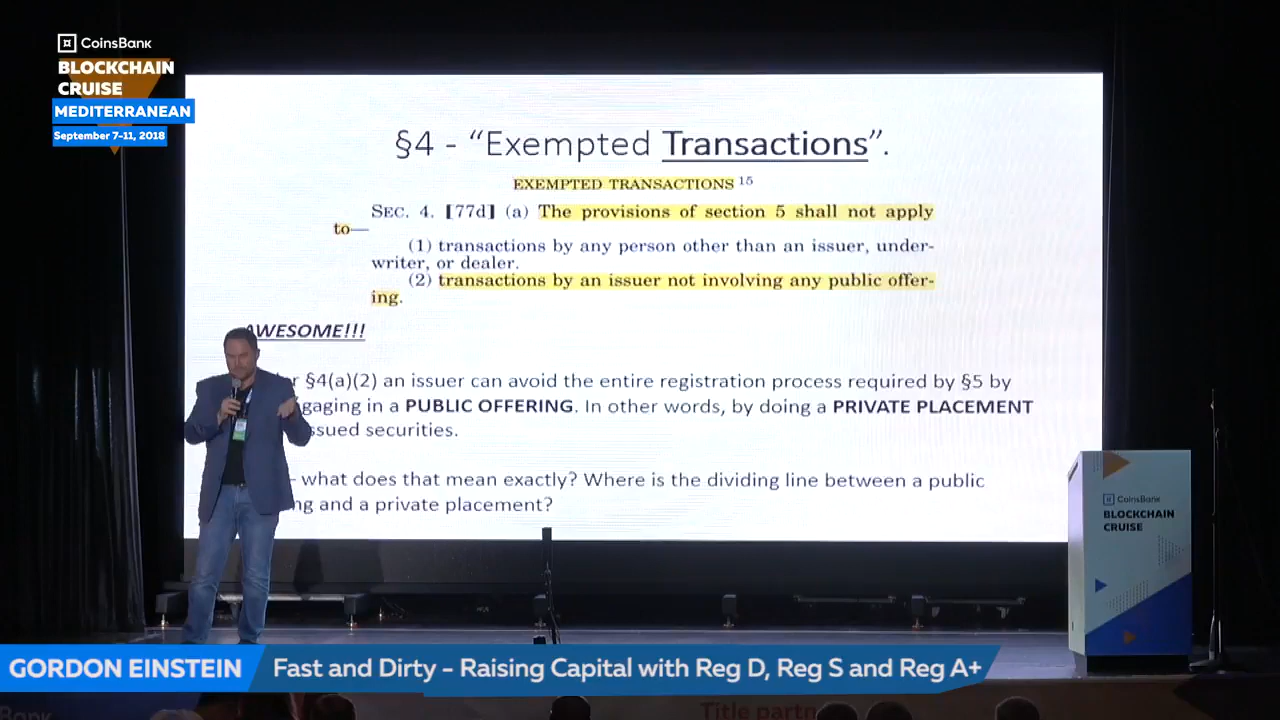 CoinsBank
BLOCKCHAIN
CRUISE
MEDITERRANEAN
September 7-11, 2018
§4 - “Exempted Transactions”.
EXEMPTED TRANSACTIONS 15
SEC. 4. [77d] (a) The provisions of section 5 shall not apply
to—
(1) transactions by any person other than an issuer, under-
writer, or dealer.
(2) transactions by an issuer not involving any public offer-
ing.
AWESOME!!!
§4(a)(2) an issuer can avoid the entire registration process required by §5 by
gaging in a PUBLIC OFFERING. In other words, by doing a PRIVATE PLACEMENT
ssued securities.
- what does that mean exactly? Where is the dividing line between a public
ng and a private placement?
CoinsBank
BLOCKCHAIN
CRUISE
GORDON EINSTEIN
Fast and Dirty - Raising Capital with Reg D, Reg S and Reg A+
Bank
Title partn